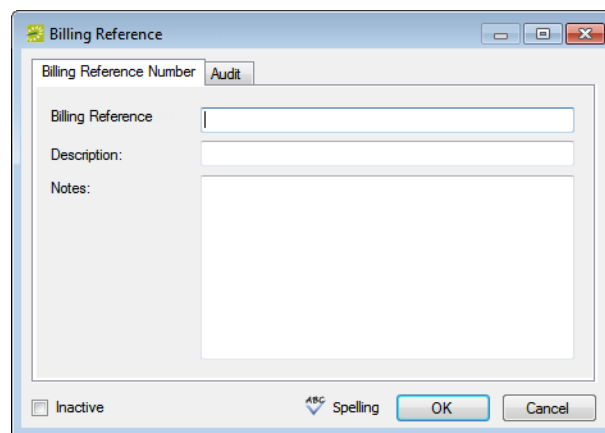 Billing Reference
Billing Reference Number Audit
Billing Reference
Description:
Notes:
Inactive ABC Spelling OK Cancel